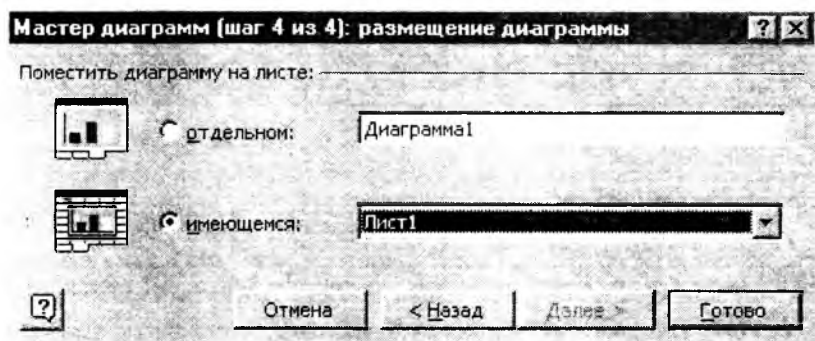 Мастер диаграмм (шаг 4 из 4): размещение диаграммы
Поместить диаграмму на листе:
отдельном: Диаграмма1
имеющемся: Лист1
Отмена < Назад Далее > Готово